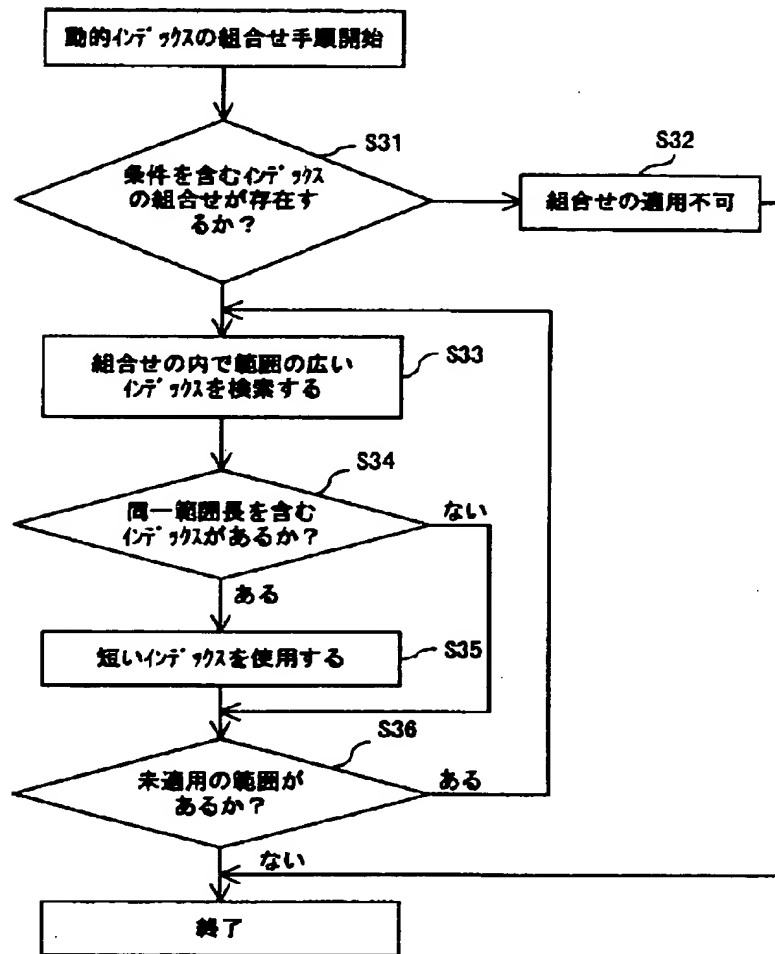 動的ｲﾝﾃﾞｯｸｽの組合せ手順開始
S31
条件を含むｲﾝﾃﾞｯｸｽ
の組合せが存在す
るか？
S32
組合せの適用不可
組合せの内で範囲の広い
ｲﾝﾃﾞｯｸｽを検索する
S33
S34
同一範囲長を含む
ｲﾝﾃﾞｯｸｽがあるか？
ない
ある
短いｲﾝﾃﾞｯｸｽを使用する
S35
S36
未適用の範囲が
あるか？
ある
ない
終了